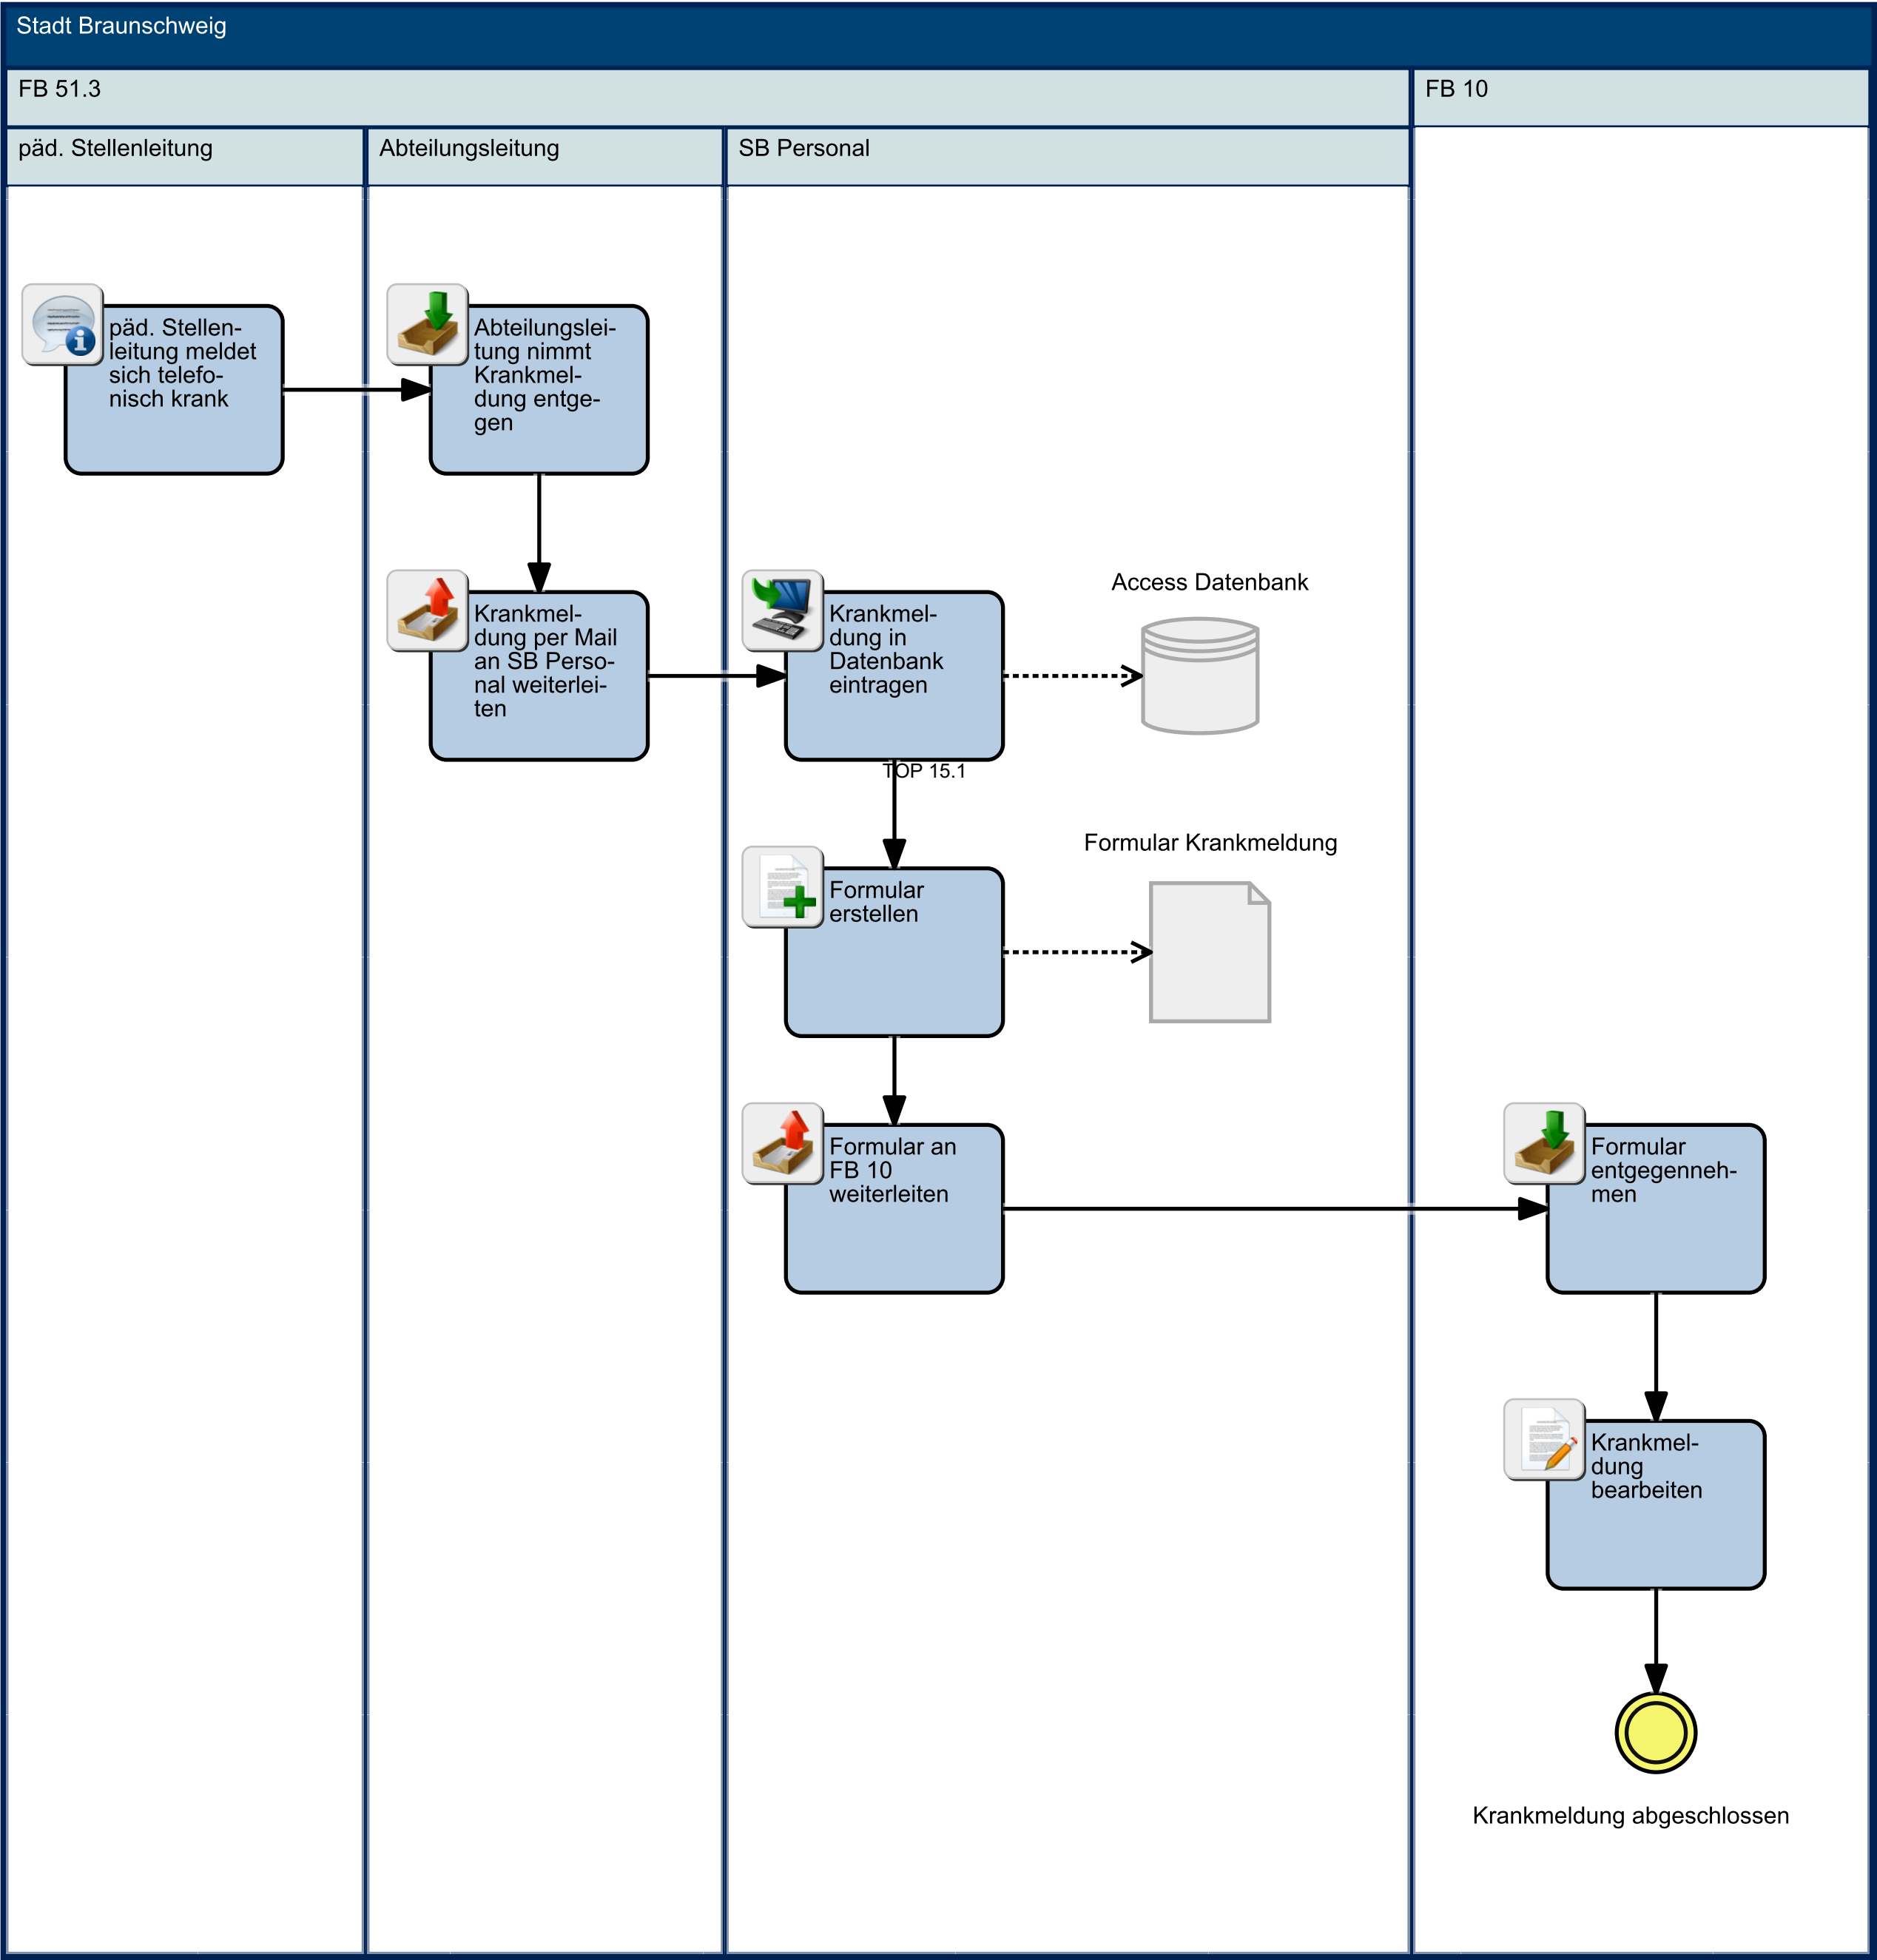 Stadt Braunschweig
FB 51.3
FB 10
päd. Stellenleitung
Abteilungsleitung
SB Personal
päd. Stellen-
leitung meldet
sich telefo-
nisch krank
Abteilungslei-
tung nimmt
Krankmel-
dung entge-
gen
Krankmel-
dung per Mail
an SB Perso-
nal weiterlei-
ten
Krankmel-
dung in
Datenbank
eintragen
Access Datenbank
TOP 15.1
Formular
erstellen
Formular Krankmeldung
Formular an
FB 10
weiterleiten
Formular
entgegenneh-
men
Krankmel-
dung
bearbeiten
Krankmeldung abgeschlossen